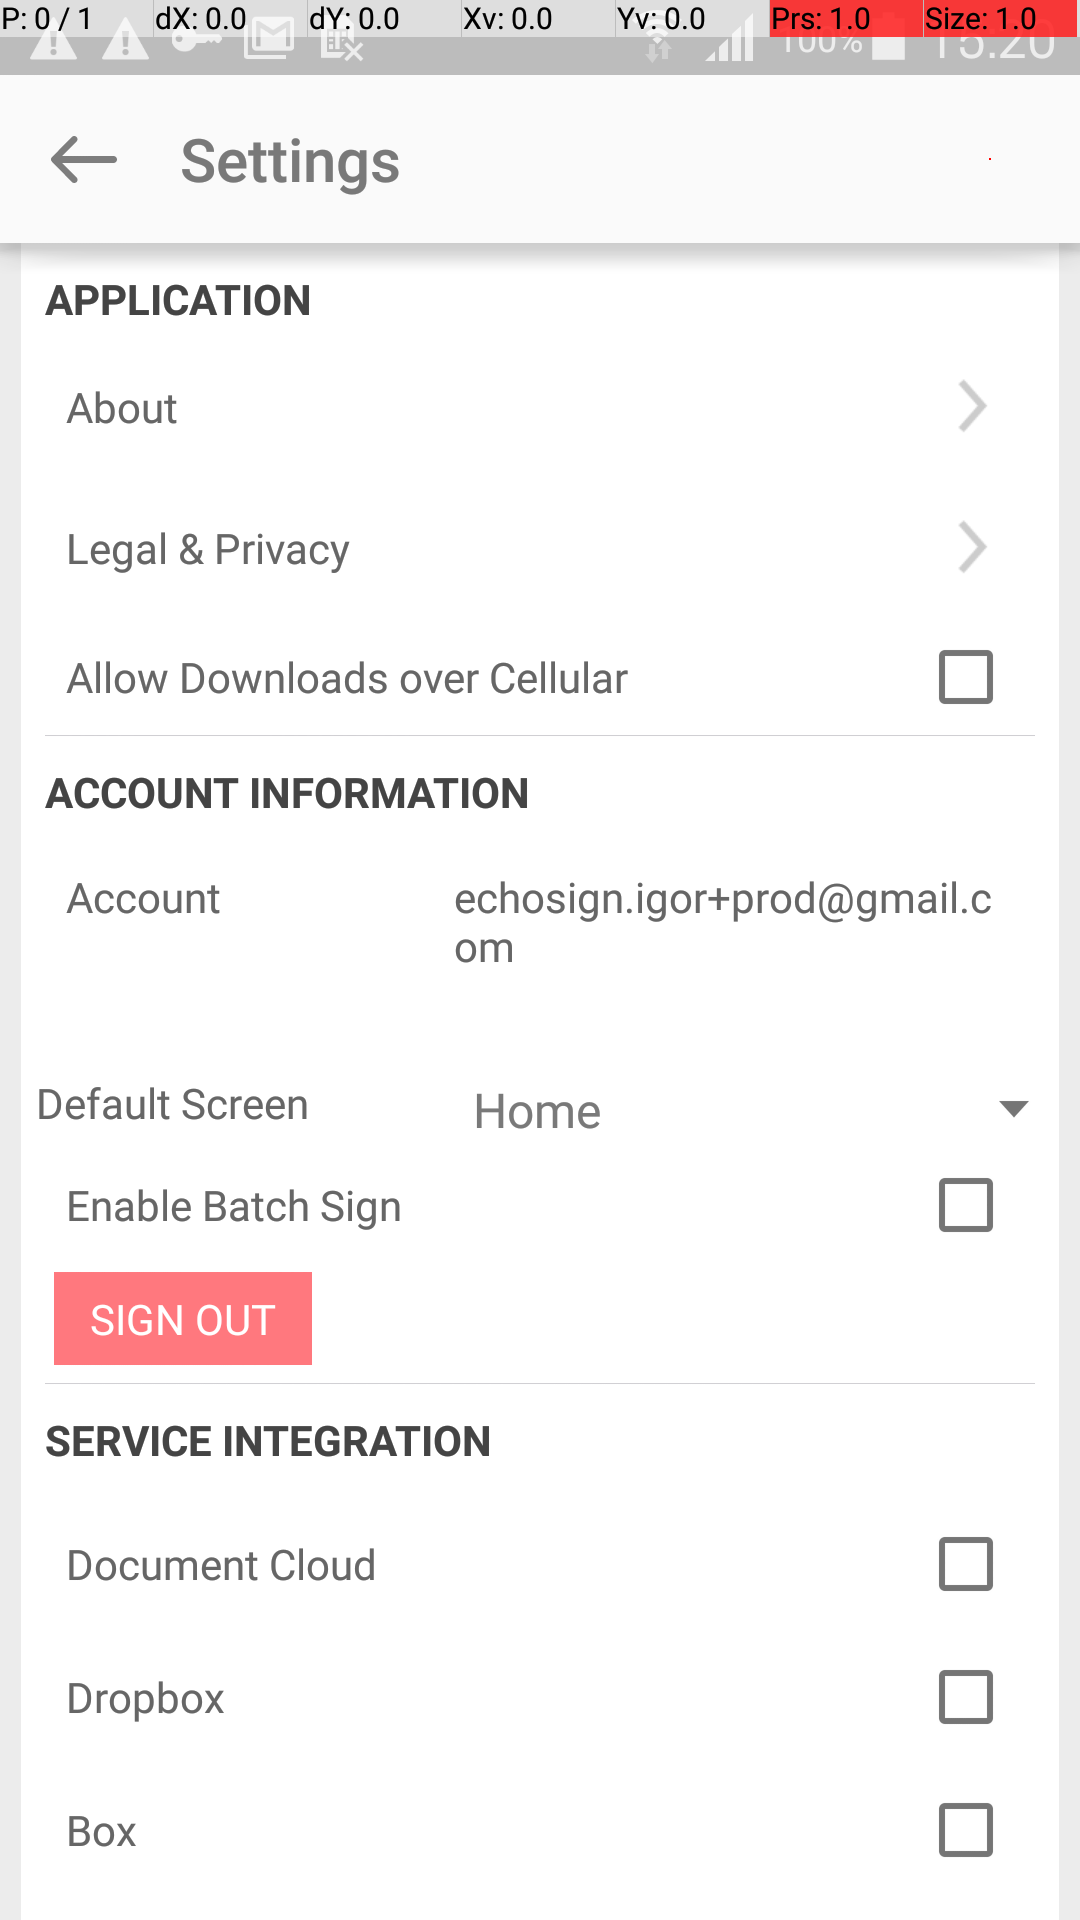 P: 0 / 1 dX: 0.0 dY: 0.0 Xv: 0.0 Yv: 0.0 Prs: 1.0 Size: 1.0
100% 15:20
Settings
APPLICATION
About
Legal & Privacy
Allow Downloads over Cellular
ACCOUNT INFORMATION
Account echosign.igor+prod@gmail.c
om
Default Screen Home
Enable Batch Sign
SIGN OUT
SERVICE INTEGRATION
Document Cloud
Dropbox
Box